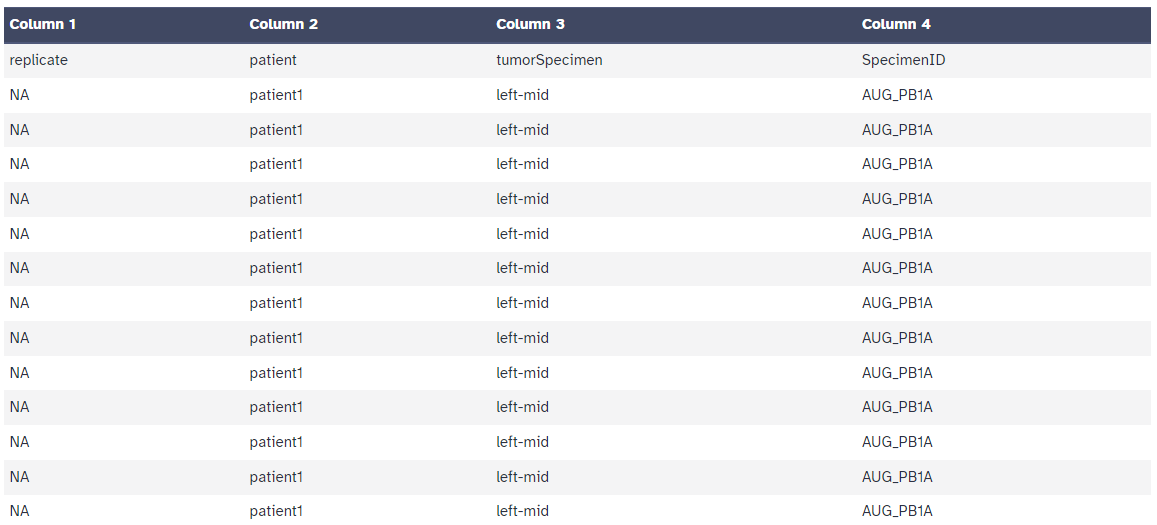 Column 1 Column 2 Column 3 Column 4
replicate patient tumorSpecimen SpecimenID
NA patient1 left-mid AUG_PB1A
NA patient1 left-mid AUG_PB1A
NA patient1 left-mid AUG_PB1A
NA patient1 left-mid AUG_PB1A
NA patient1 left-mid AUG_PB1A
NA patient1 left-mid AUG_PB1A
NA patient1 left-mid AUG_PB1A
NA patient1 left-mid AUG_PB1A
NA patient1 left-mid AUG_PB1A
NA patient1 left-mid AUG_PB1A
NA patient1 left-mid AUG_PB1A
NA patient1 left-mid AUG_PB1A
NA patient1 left-mid AUG_PB1A